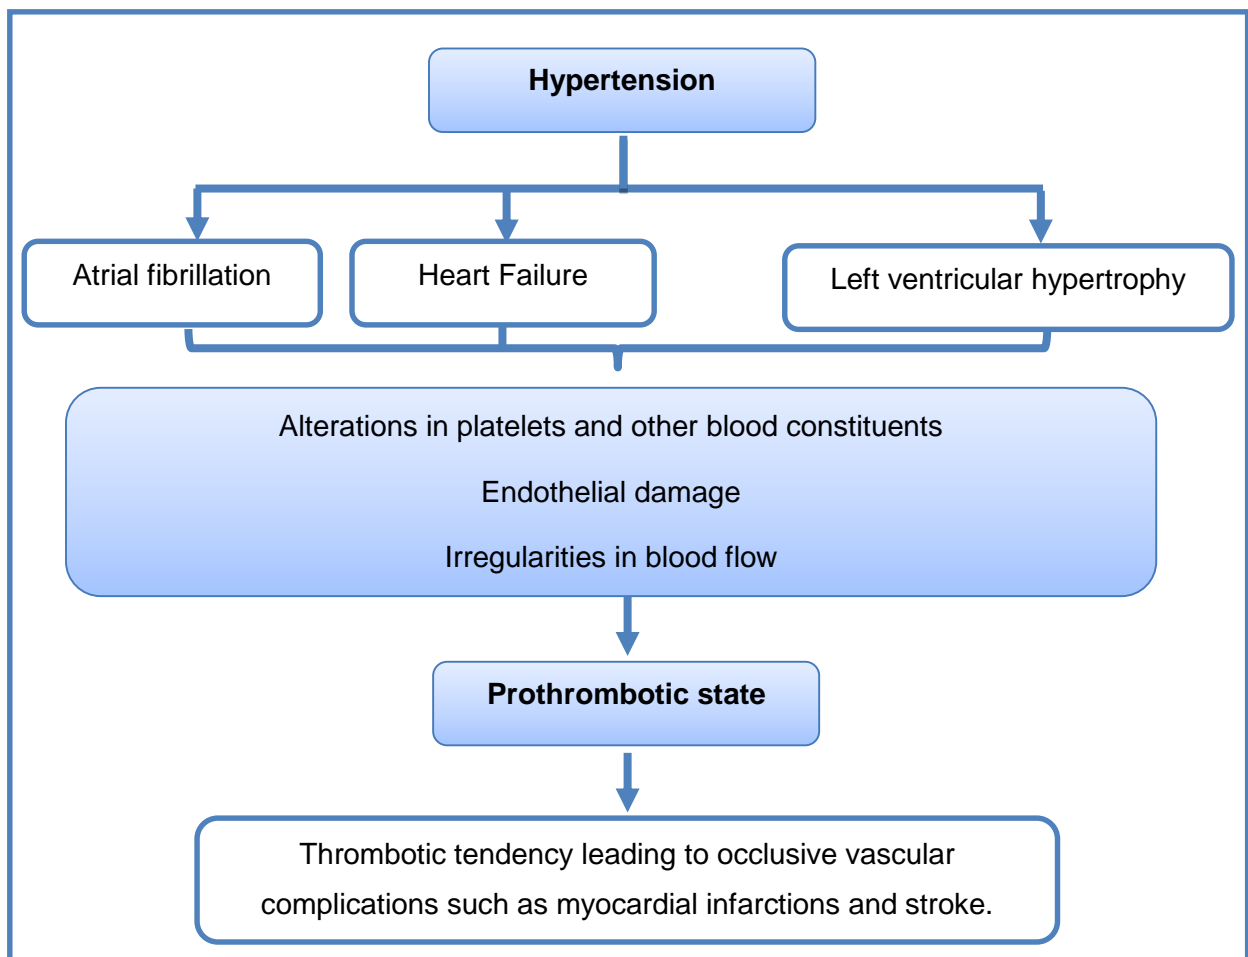 Hypertension
Atrial fibrillation
Heart Failure
Left ventricular hypertrophy
Alterations in platelets and other blood constituents
Endothelial damage
Irregularities in blood flow
Prothrombotic state
Thrombotic tendency leading to occlusive vascular
complications such as myocardial infarctions and stroke.